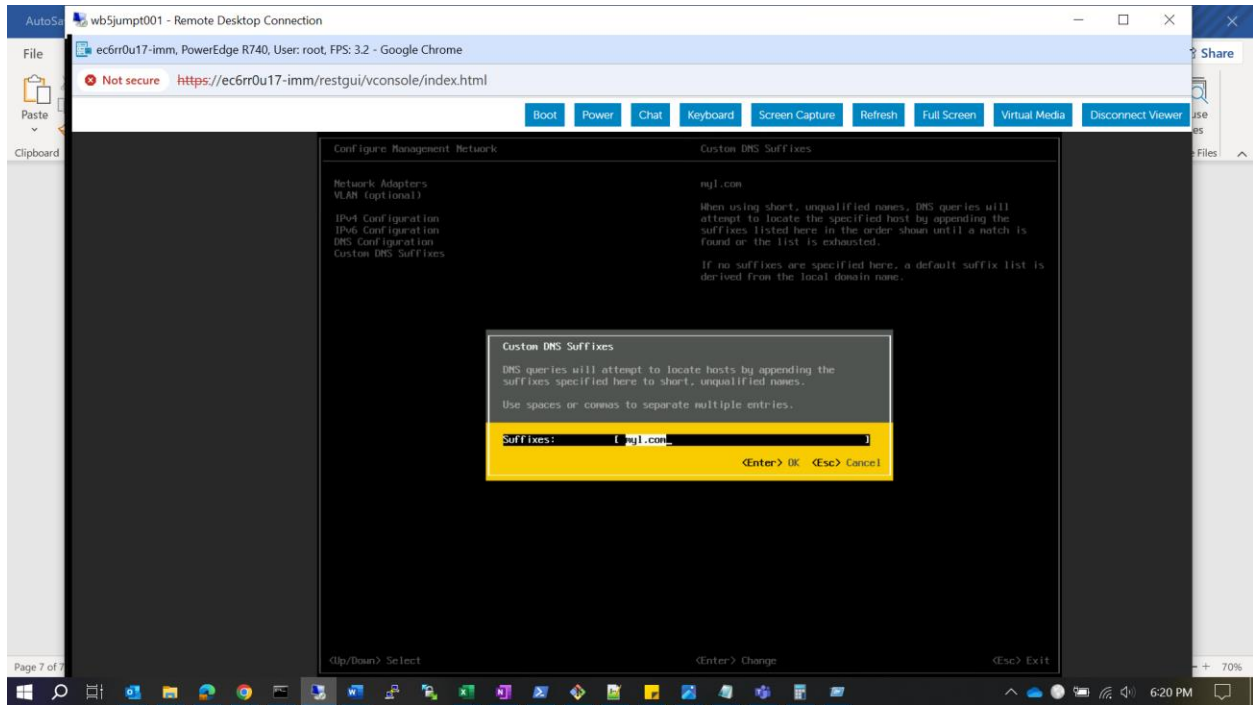 AutoSa
wb5jumpt001 - Remote Desktop Connection
File
ec6rr0u17-imm, PowerEdge R740, User: root, FPS: 3.2 - Google Chrome
Share
Not secure https://ec6rr0u17-imm/restgui/vconsole/index.html
Paste
Boot Power Chat Keyboard Screen Capture Refresh Full Screen Virtual Media Disconnect Viewer
use
es
Clipboard
e Files
Configure Management Network
Custom DNS Suffixes
Network Adapters
VLAN (optional)
IPv4 Configuration
IPv6 Configuration
DNS Configuration
Custom DNS Suffixes
myl.com
When using short, unqualified names, DNS queries will
attempt to locate the specified host by appending the
suffixes listed here in the order shown until a match is
found or the list is exhausted.
If no suffixes are specified here, a default suffix list is
derived from the local domain name.
Custom DNS Suffixes
DNS queries will attempt to locate hosts by appending the
suffixes specified here to short, unqualified names.
Use spaces or commas to separate multiple entries.
Suffixes: [ myl.com_ ]
<Enter> OK <Esc> Cancel
<Up/Down> Select <Enter> Change <Esc> Exit
Page 7 of 7
- + 70%
6:20 PM